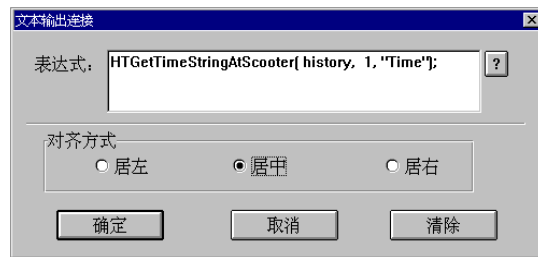 文本输出连接
表达式： HTGetTimeStringAtScooter( history, 1, "Time"); ?
对齐方式
居左 居中 居右
确定 取消 清除